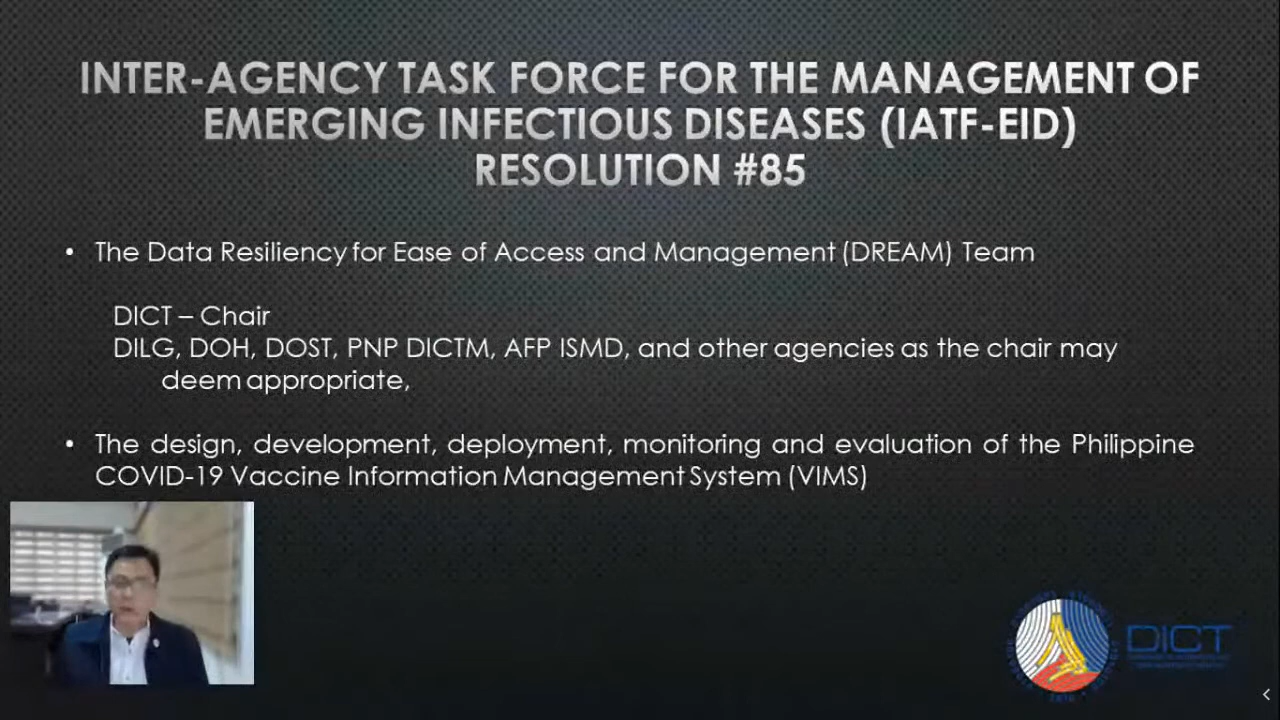 INTER-AGENCY TASK FORCE FOR THE MANAGEMENT OF
EMERGING INFECTIOUS DISEASES (IATF-EID)
RESOLUTION #85
• The Data Resiliency for Ease of Access and Management (DREAM) Team
DICT – Chair
DILG, DOH, DOST, PNP DICTM, AFP ISMD, and other agencies as the chair may
deem appropriate,
• The design, development, deployment, monitoring and evaluation of the Philippine
COVID-19 Vaccine Information Management System (VIMS)
DICT